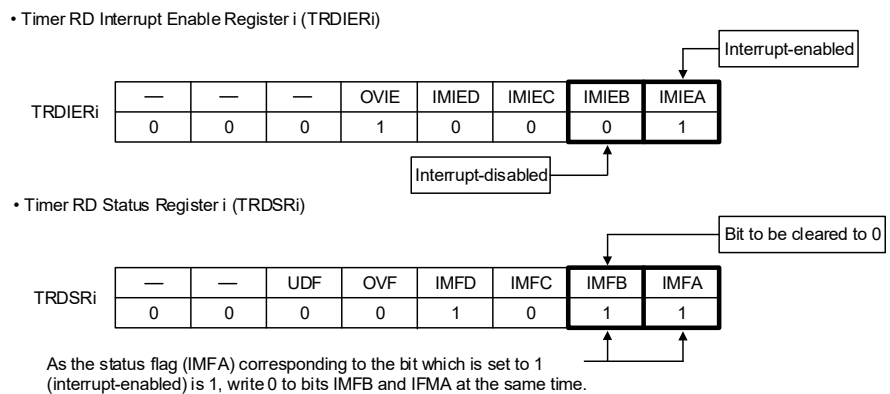 • Timer RD Interrupt Enable Register i (TRDIERi)
Interrupt-enabled
TRDIERi
— — — OVIE IMIED IMIEC IMIEB IMIEA
0 0 0 1 0 0 0 1
Interrupt-disabled
• Timer RD Status Register i (TRDSRi)
Bit to be cleared to 0
TRDSRi
— — UDF OVF IMFD IMFC IMFB IMFA
0 0 0 0 1 0 1 1
As the status flag (IMFA) corresponding to the bit which is set to 1
(interrupt-enabled) is 1, write 0 to bits IMFB and IFMA at the same time.